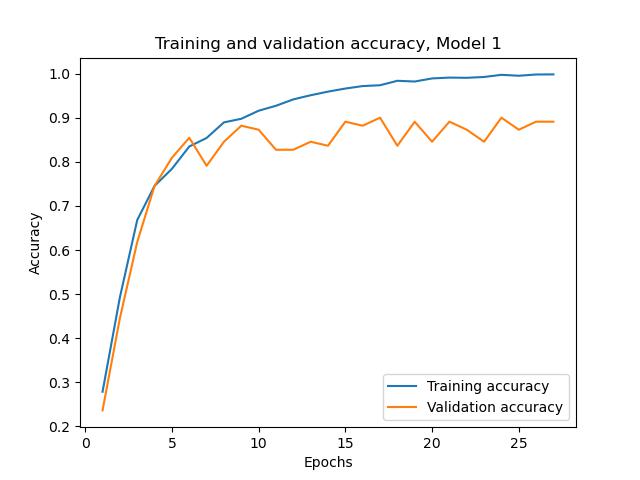 Training and validation accuracy, Model 1
1.0
0.9
0.8
0.7
0.6
0.5
0.4
0.3
0.2
Accuracy
Training accuracy
Validation accuracy
0 5 10 15 20 25
Epochs